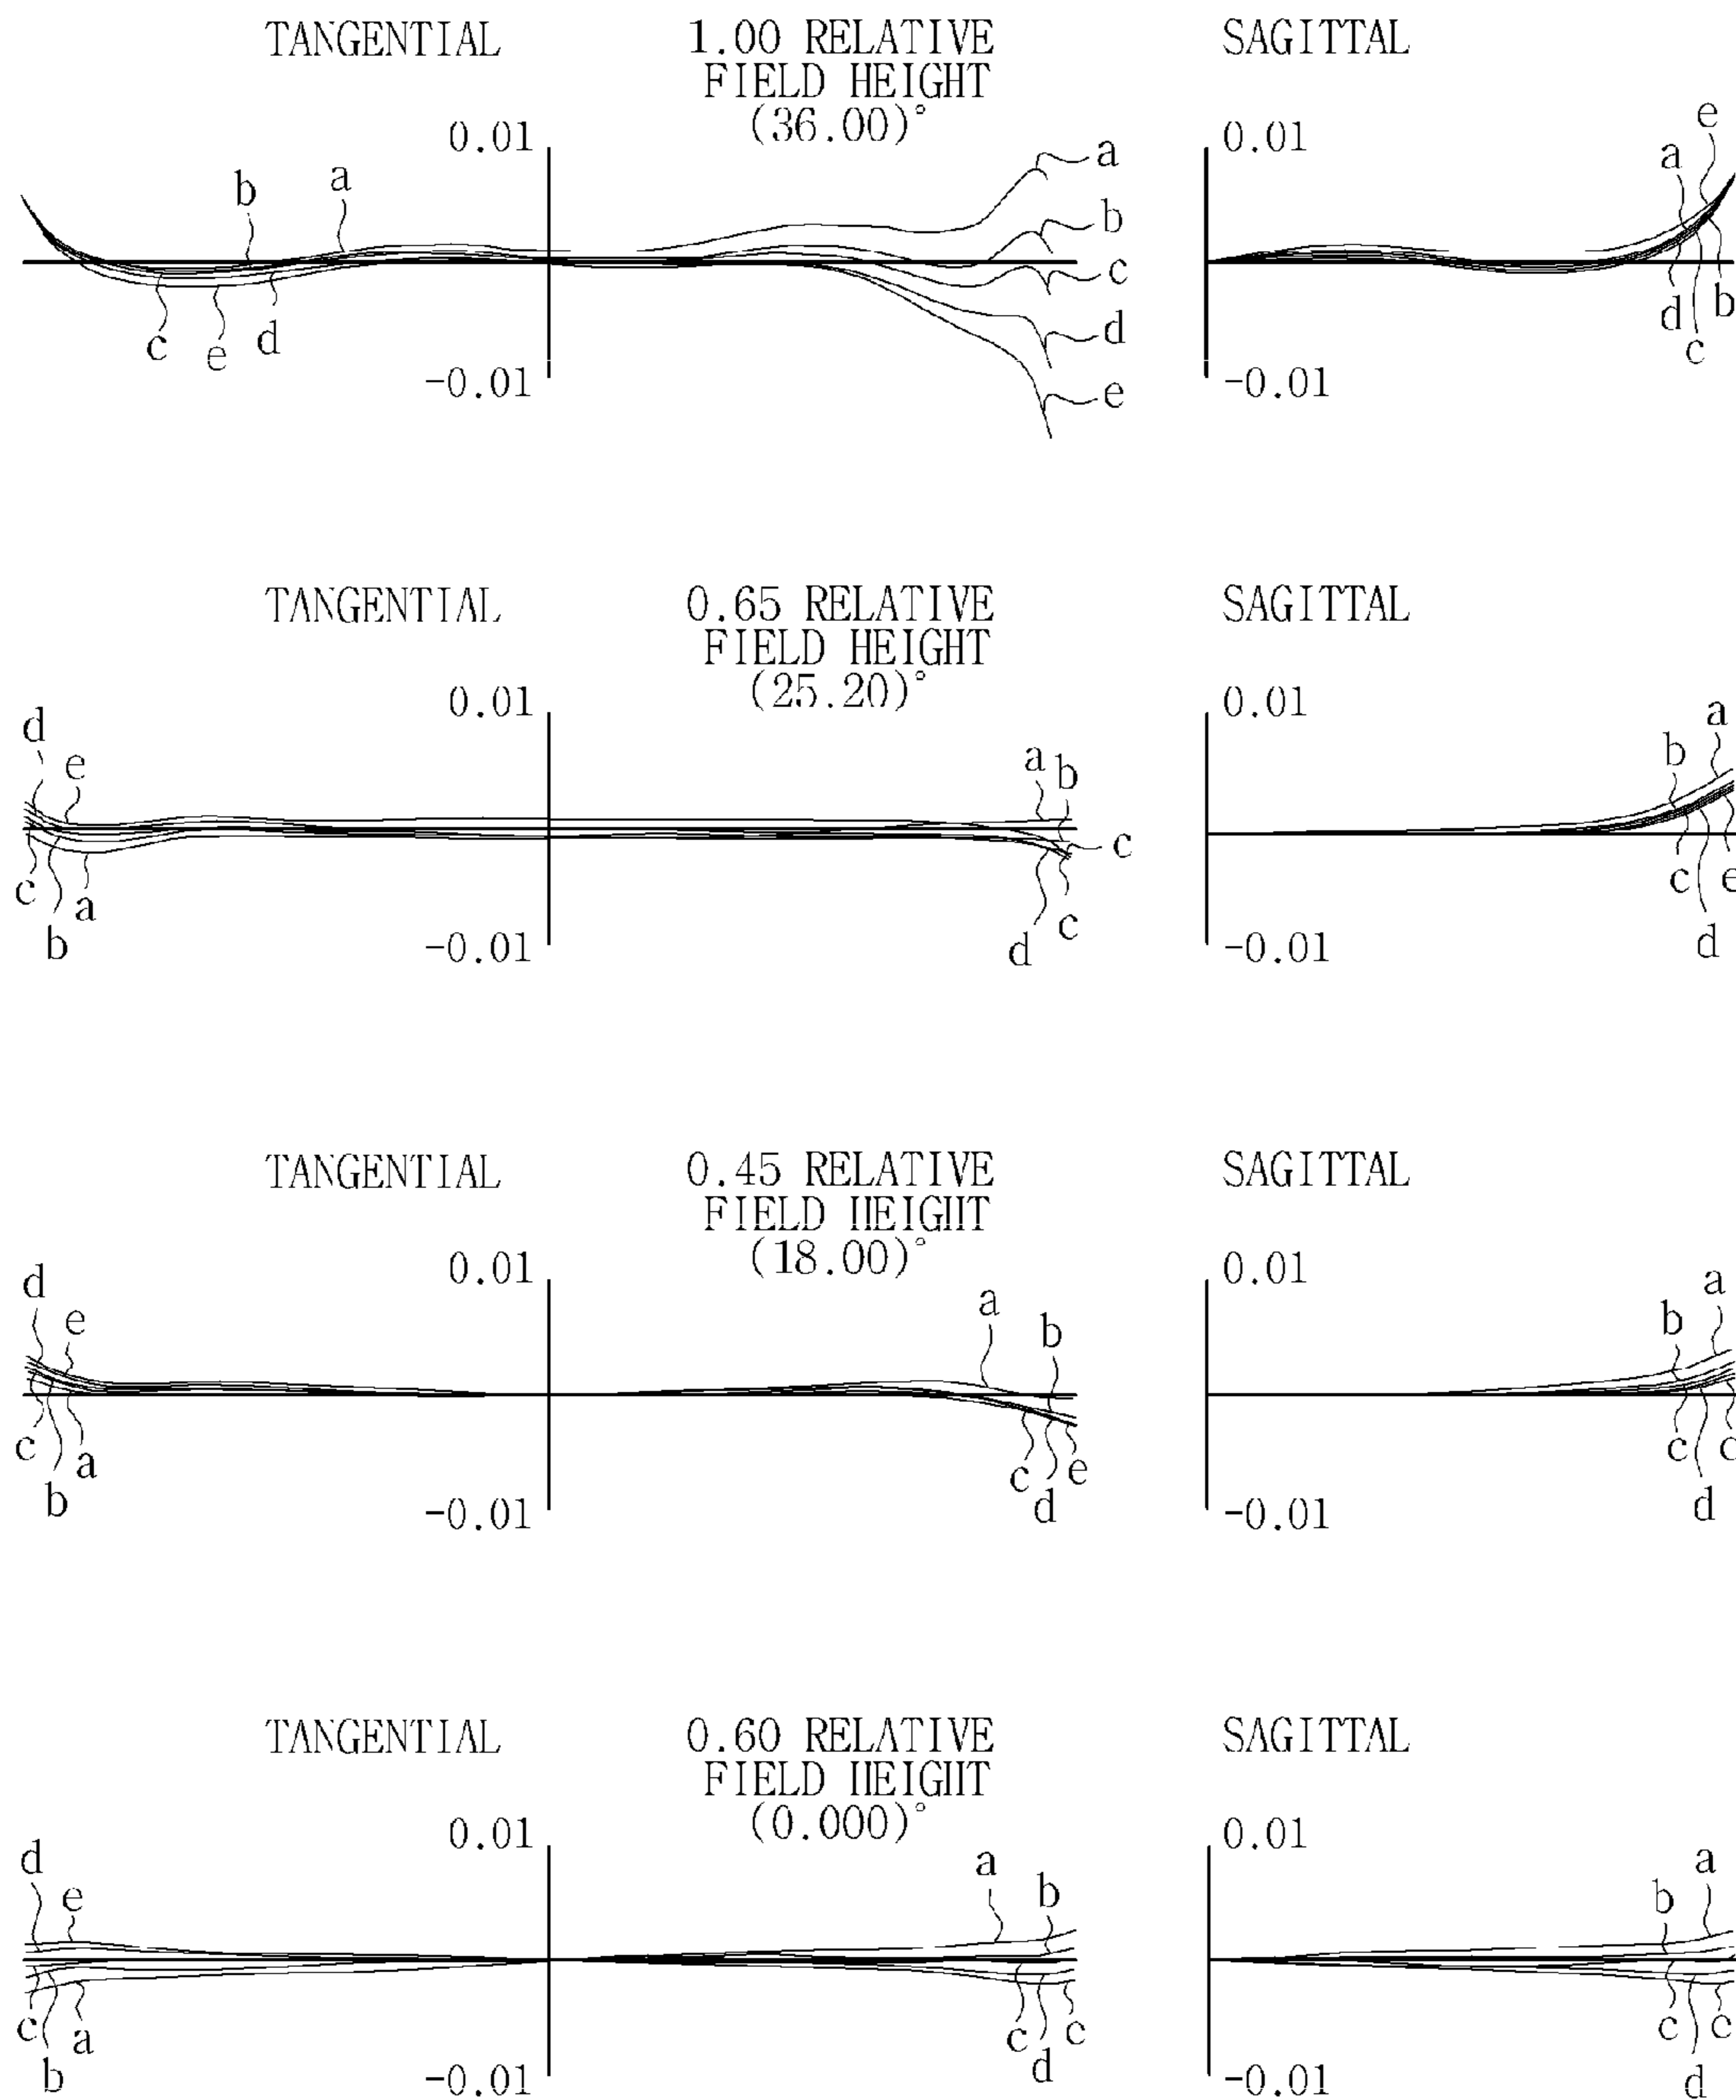 TANGENTIAL 1.00 RELATIVE SAGITTAL
FIELD HEIGHT
(36.00)°
0.01 0.01
e
a a
b a
b
c
d b
d
c e d c
-0.01 -0.01
e
TANGENTIAL 0.65 RELATIVE SAGITTAL
FIELD HEIGHT
(25.20)°
0.01 0.01
d a
e a b b
c
c a c e
b d c d
-0.01 -0.01
TANGENTIAL 0.45 RELATIVE SAGITTAL
FIELD HEIGHT
(18.00)°
0.01 0.01
d a a
e b b
c a c e c c
b d d
-0.01 -0.01
TANGENTIAL 0.60 RELATIVE SAGITTAL
FIELD HEIGHT
(0.000)°
0.01 0.01
d a a
e b b
c a c c c c
b d d
-0.01 -0.01